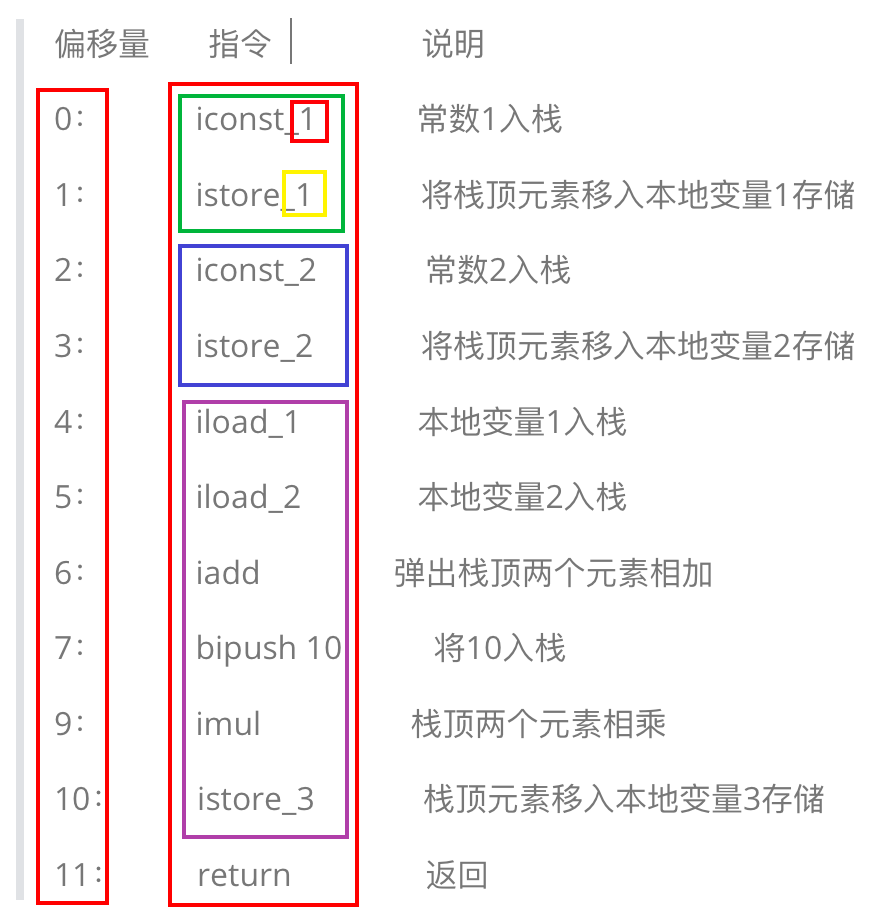 偏移量 指令 说明
0: iconst_1 常数1入栈
1: istore_1 将栈顶元素移入本地变量1存储
2: iconst_2 常数2入栈
3: istore_2 将栈顶元素移入本地变量2存储
4: iload_1 本地变量1入栈
5: iload_2 本地变量2入栈
6: iadd 弹出栈顶两个元素相加
7: bipush 10 将10入栈
9: imul 栈顶两个元素相乘
10: istore_3 栈顶元素移入本地变量3存储
11: return 返回